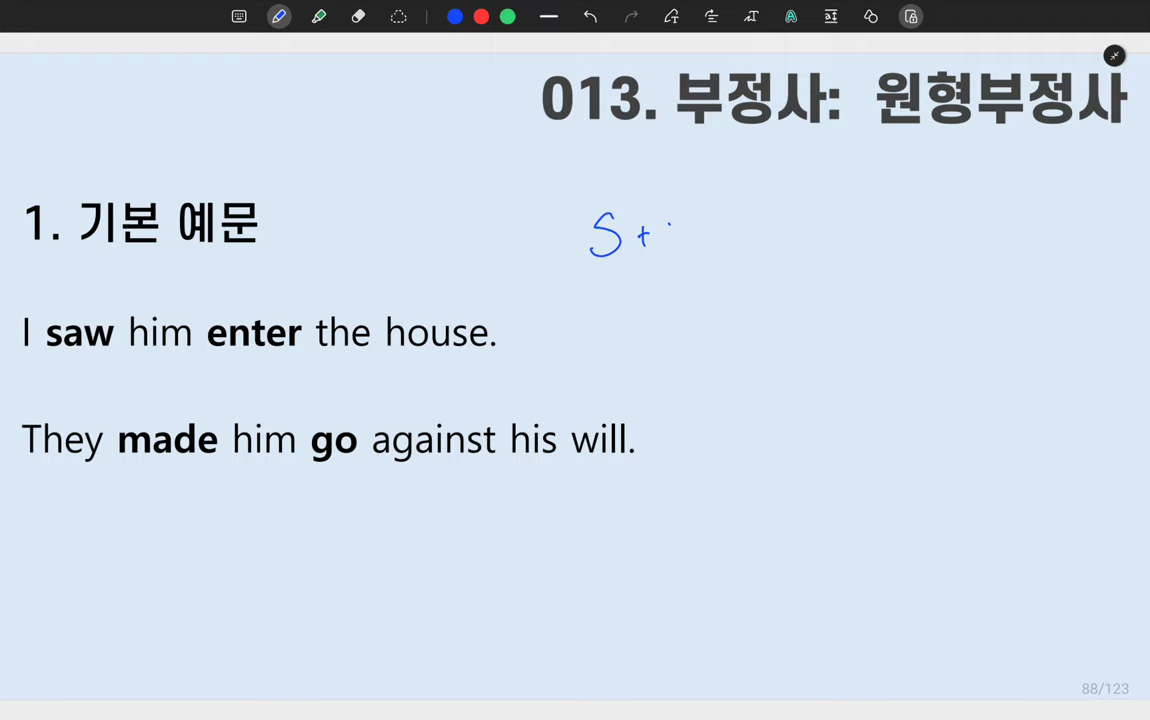 013. 부정사: 원형부정사
1. 기본 예문
S +
I saw him enter the house.
They made him go against his will.
88/123